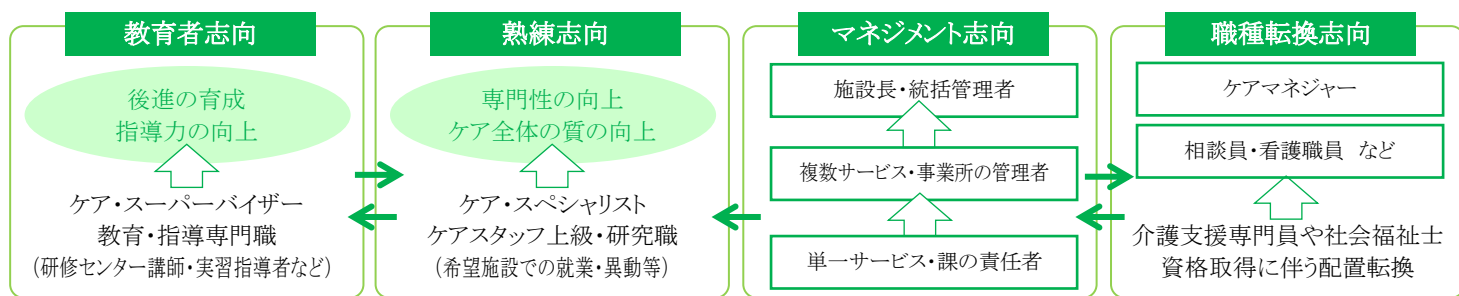 教育者志向
後進の育成
指導力の向上
ケア・スーパーバイザー
教育・指導専門職
（研修センター講師・実習指導者など）
熟練志向
専門性の向上
ケア全体の質の向上
ケア・スペシャリスト
ケアスタッフ上級・研究職
（希望施設での就業・異動等）
マネジメント志向
施設長・統括管理者
複数サービス・事業所の管理者
単一サービス・課の責任者
職種転換志向
ケアマネジャー
相談員・看護職員　など
介護支援専門員や社会福祉士
資格取得に伴う配置転換